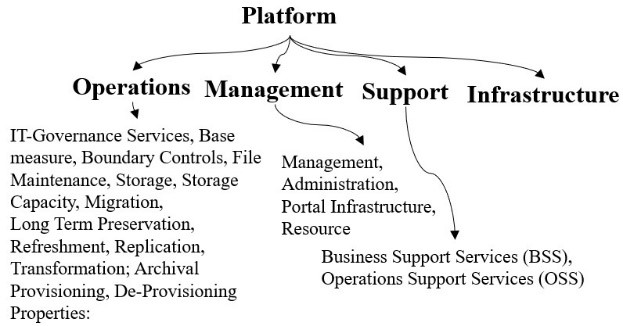 Platform
Operations Management Support Infrastructure
IT-Governance Services, Base
measure, Boundary Controls, File
Maintenance, Storage, Storage
Capacity, Migration,
Long Term Preservation,
Refreshment, Replication,
Transformation; Archival
Provisioning, De-Provisioning
Properties:
Management,
Administration,
Portal Infrastructure,
Resource
Business Support Services (BSS),
Operations Support Services (OSS)